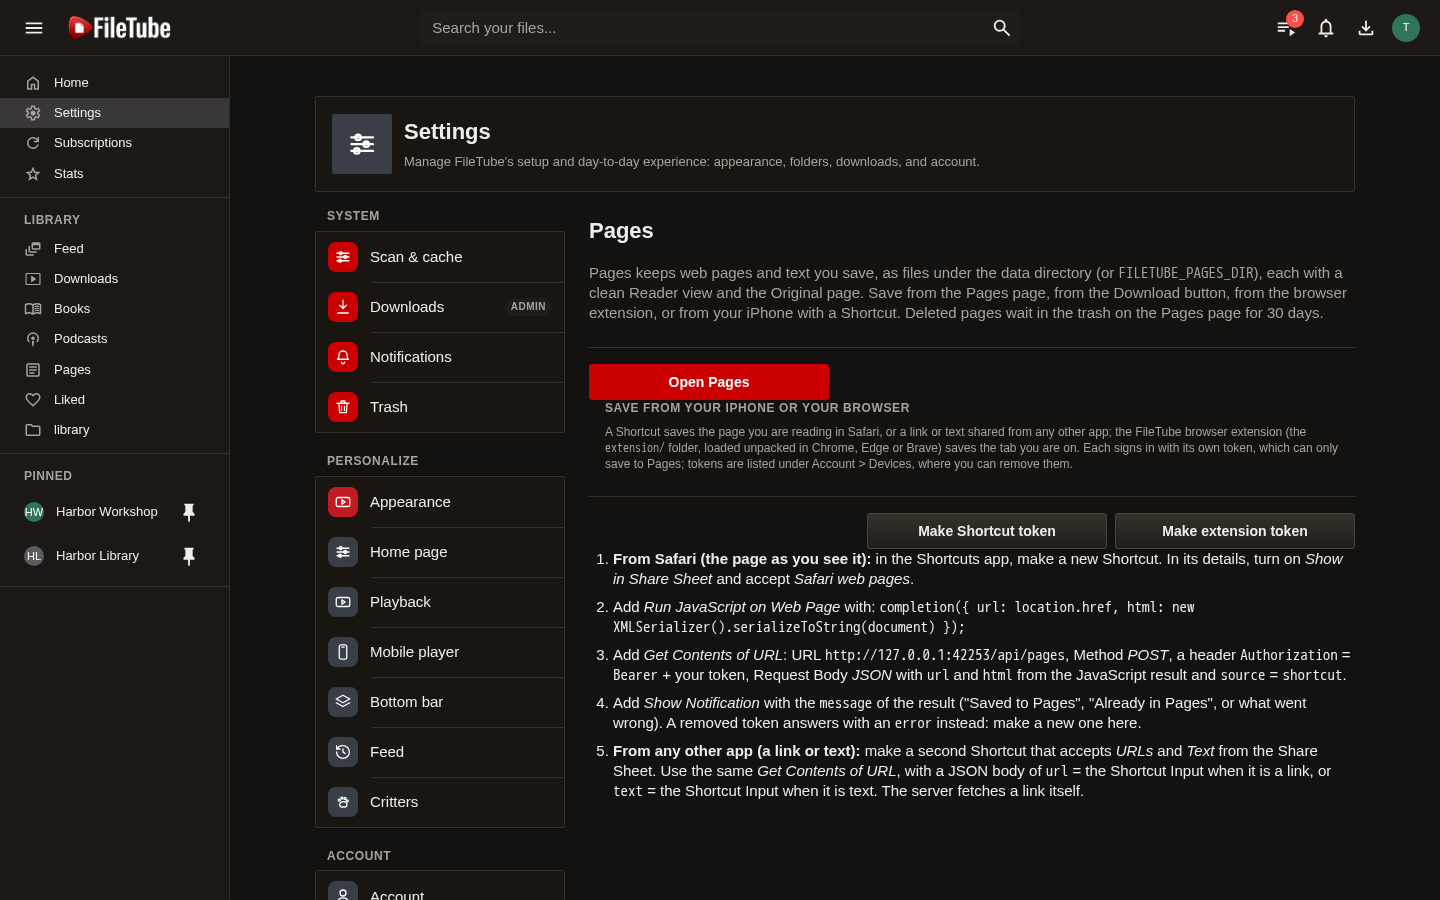 FileTube
Search your files...
3
T
Home
Settings
Subscriptions
Stats
LIBRARY
Feed
Downloads
Books
Podcasts
Pages
Liked
library
PINNED
HW Harbor Workshop
HL Harbor Library
Settings
Manage FileTube's setup and day-to-day experience: appearance, folders, downloads, and account.
SYSTEM
Scan & cache
Downloads ADMIN
Notifications
Trash
PERSONALIZE
Appearance
Home page
Playback
Mobile player
Bottom bar
Feed
Critters
ACCOUNT
Account
Pages
Pages keeps web pages and text you save, as files under the data directory (or FILETUBE_PAGES_DIR), each with a
clean Reader view and the Original page. Save from the Pages page, from the Download button, from the browser
extension, or from your iPhone with a Shortcut. Deleted pages wait in the trash on the Pages page for 30 days.
Open Pages
SAVE FROM YOUR IPHONE OR YOUR BROWSER
A Shortcut saves the page you are reading in Safari, or a link or text shared from any other app; the FileTube browser extension (the
extension/ folder, loaded unpacked in Chrome, Edge or Brave) saves the tab you are on. Each signs in with its own token, which can only
save to Pages; tokens are listed under Account > Devices, where you can remove them.
Make Shortcut token
Make extension token
1. From Safari (the page as you see it): in the Shortcuts app, make a new Shortcut. In its details, turn on Show
in Share Sheet and accept Safari web pages.
2. Add Run JavaScript on Web Page with: completion({ url: location.href, html: new
XMLSerializer().serializeToString(document) });
3. Add Get Contents of URL: URL http://127.0.0.1:42253/api/pages, Method POST, a header Authorization =
Bearer + your token, Request Body JSON with url and html from the JavaScript result and source = shortcut.
4. Add Show Notification with the message of the result ("Saved to Pages", "Already in Pages", or what went
wrong). A removed token answers with an error instead: make a new one here.
5. From any other app (a link or text): make a second Shortcut that accepts URLs and Text from the Share
Sheet. Use the same Get Contents of URL, with a JSON body of url = the Shortcut Input when it is a link, or
text = the Shortcut Input when it is text. The server fetches a link itself.